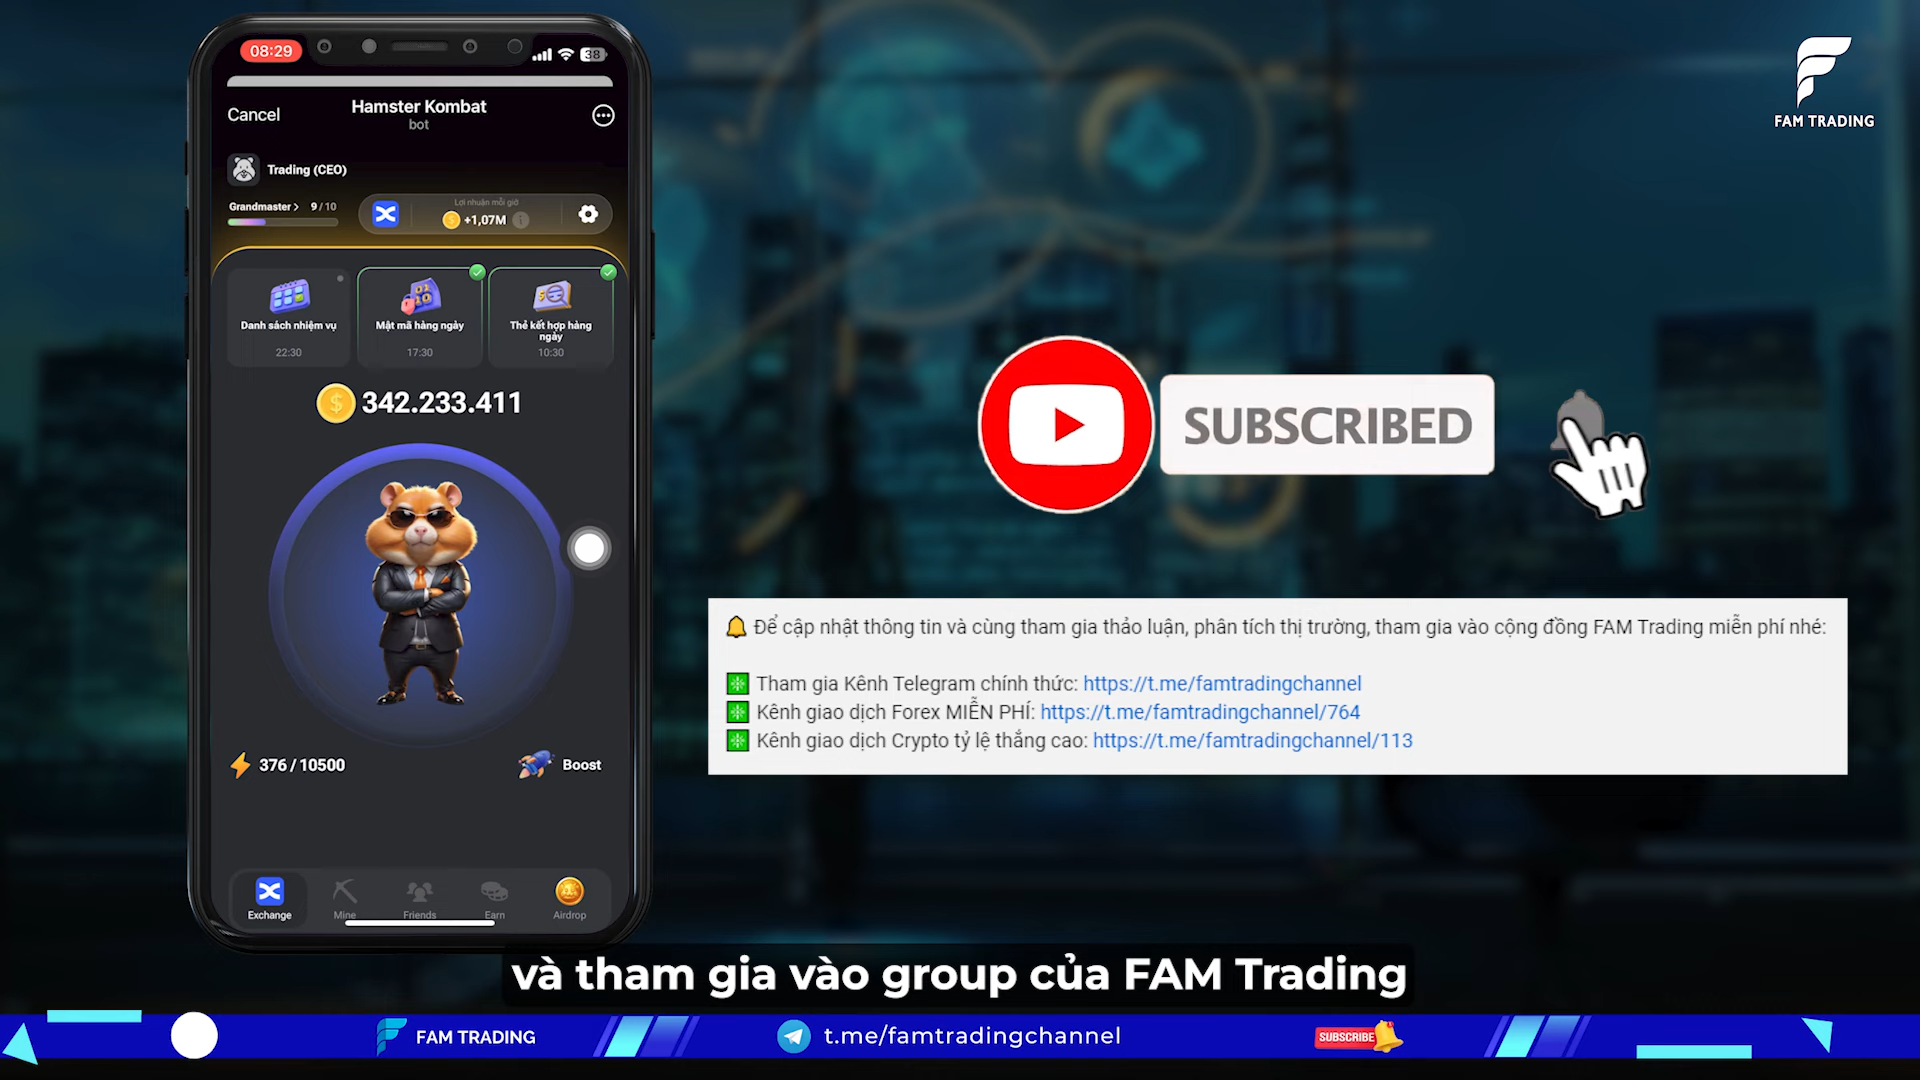 08:29
38
Cancel
Hamster Kombat
bot
Trading (CEO)
Grandmaster > 9 / 10
Lợi nhuận mỗi giờ
+1,07M
Danh sách nhiệm vụ
22:30
Mật mã hàng ngày
17:30
Thẻ kết hợp hàng
ngày
10:30
342.233.411
376 / 10500
Boost
Exchange
Mine
Friends
Earn
Airdrop
FAM TRADING
SUBSCRIBED
Để cập nhật thông tin và cùng tham gia thảo luận, phân tích thị trường, tham gia vào cộng đồng FAM Trading miễn phí nhé:
Tham gia Kênh Telegram chính thức: https://t.me/famtradingchannel
Kênh giao dịch Forex MIỄN PHÍ: https://t.me/famtradingchannel/764
Kênh giao dịch Crypto tỷ lệ thắng cao: https://t.me/famtradingchannel/113
và tham gia vào group của FAM Trading
FAM TRADING
t.me/famtradingchannel
SUBSCRIBE